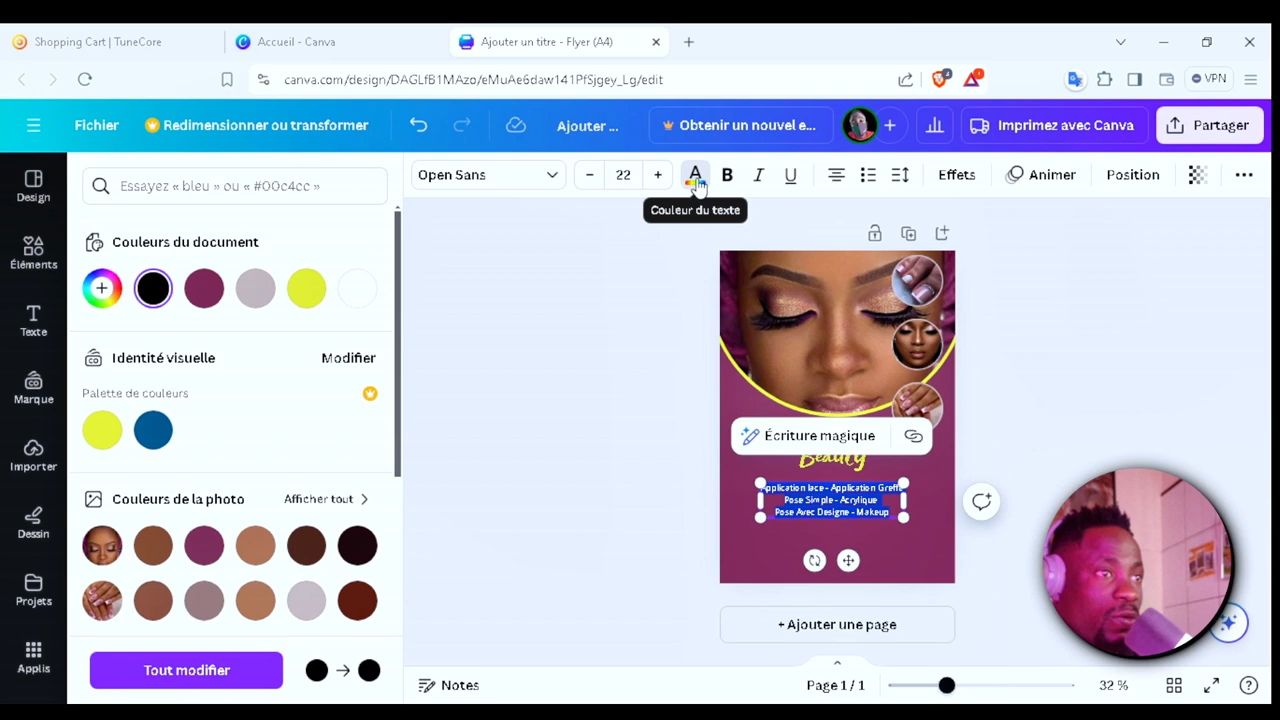 Shopping Cart | TuneCore
Accueil - Canva
Ajouter un titre - Flyer (A4)
canva.com/design/DAGLfB1MAzo/eMuAe6daw141PfSjgey_Lg/edit
VPN
Fichier
Redimensionner ou transformer
Ajouter ...
Obtenir un nouvel e...
Imprimez avec Canva
Partager
Design
Éléments
Texte
Marque
Importer
Dessin
Projets
Applis
Essayez « bleu » ou « #00c4cc »
Couleurs du document
Identité visuelle
Modifier
Palette de couleurs
Couleurs de la photo
Afficher tout
Tout modifier
Open Sans
– 22 +
A B I U
Effets
Animer
Position
Couleur du texte
Écriture magique
Beauty
Application lace - Application Greffe
Pose Simple - Acrylique
Pose Avec Designe - Makeup
+ Ajouter une page
Notes
Page 1 / 1
32 %